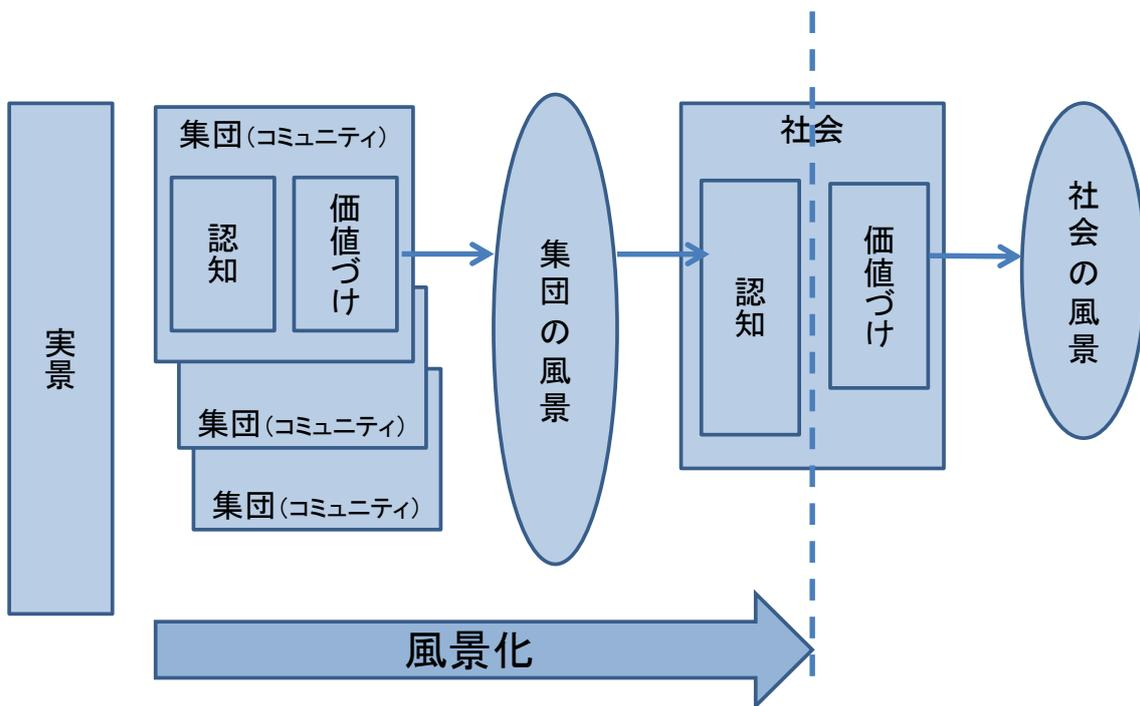 実景
集団（コミュニティ）
認知
価値づけ
集団（コミュニティ）
集団（コミュニティ）
集団の風景
社会
認知
価値づけ
社会の風景
風景化